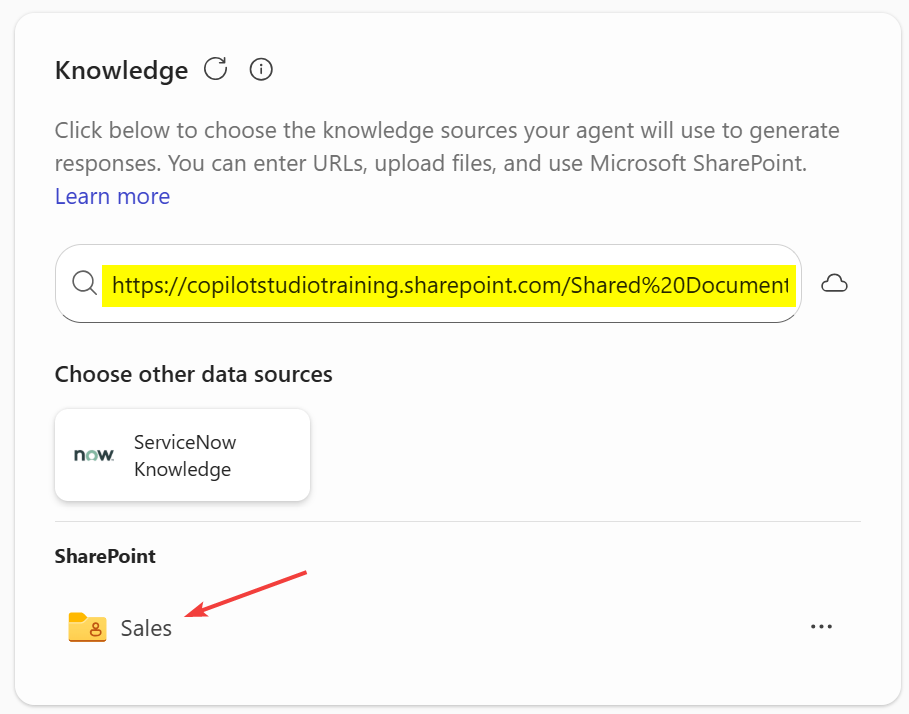 Knowledge
Click below to choose the knowledge sources your agent will use to generate
responses. You can enter URLs, upload files, and use Microsoft SharePoint.
Learn more
https://copilotstudiotraining.sharepoint.com/Shared%20Document
Choose other data sources
now.
ServiceNow
Knowledge
SharePoint
Sales